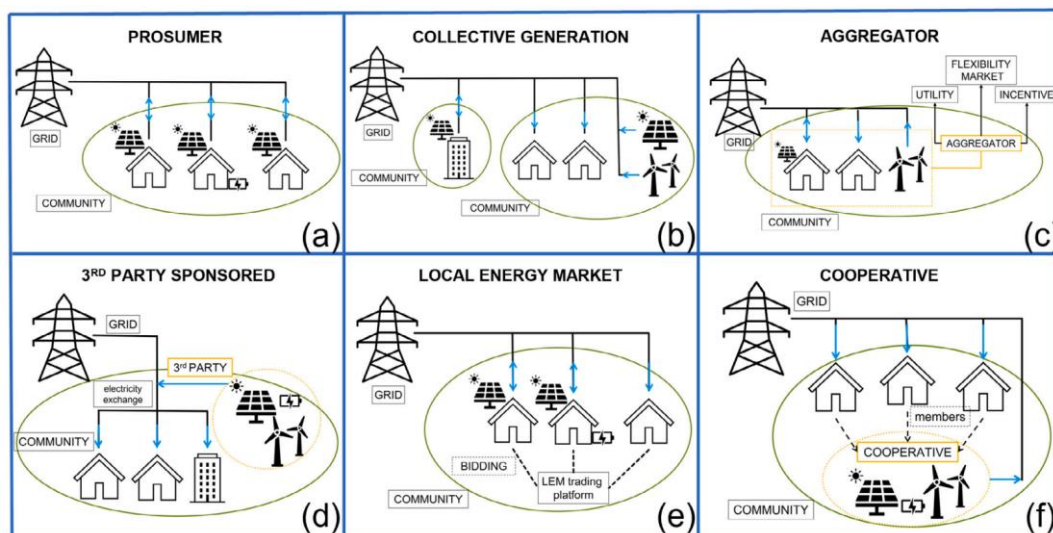 PROSUMER
GRID
COMMUNITY
(a)
COLLECTIVE GENERATION
GRID
COMMUNITY
COMMUNITY
(b)
AGGREGATOR
FLEXIBILITY
MARKET
UTILITY
INCENTIVE
GRID
AGGREGATOR
COMMUNITY
(c)
3RD PARTY SPONSORED
GRID
3rd PARTY
electricity
exchange
COMMUNITY
(d)
LOCAL ENERGY MARKET
GRID
BIDDING
LEM trading
platform
COMMUNITY
(e)
COOPERATIVE
GRID
members
COOPERATIVE
COMMUNITY
(f)